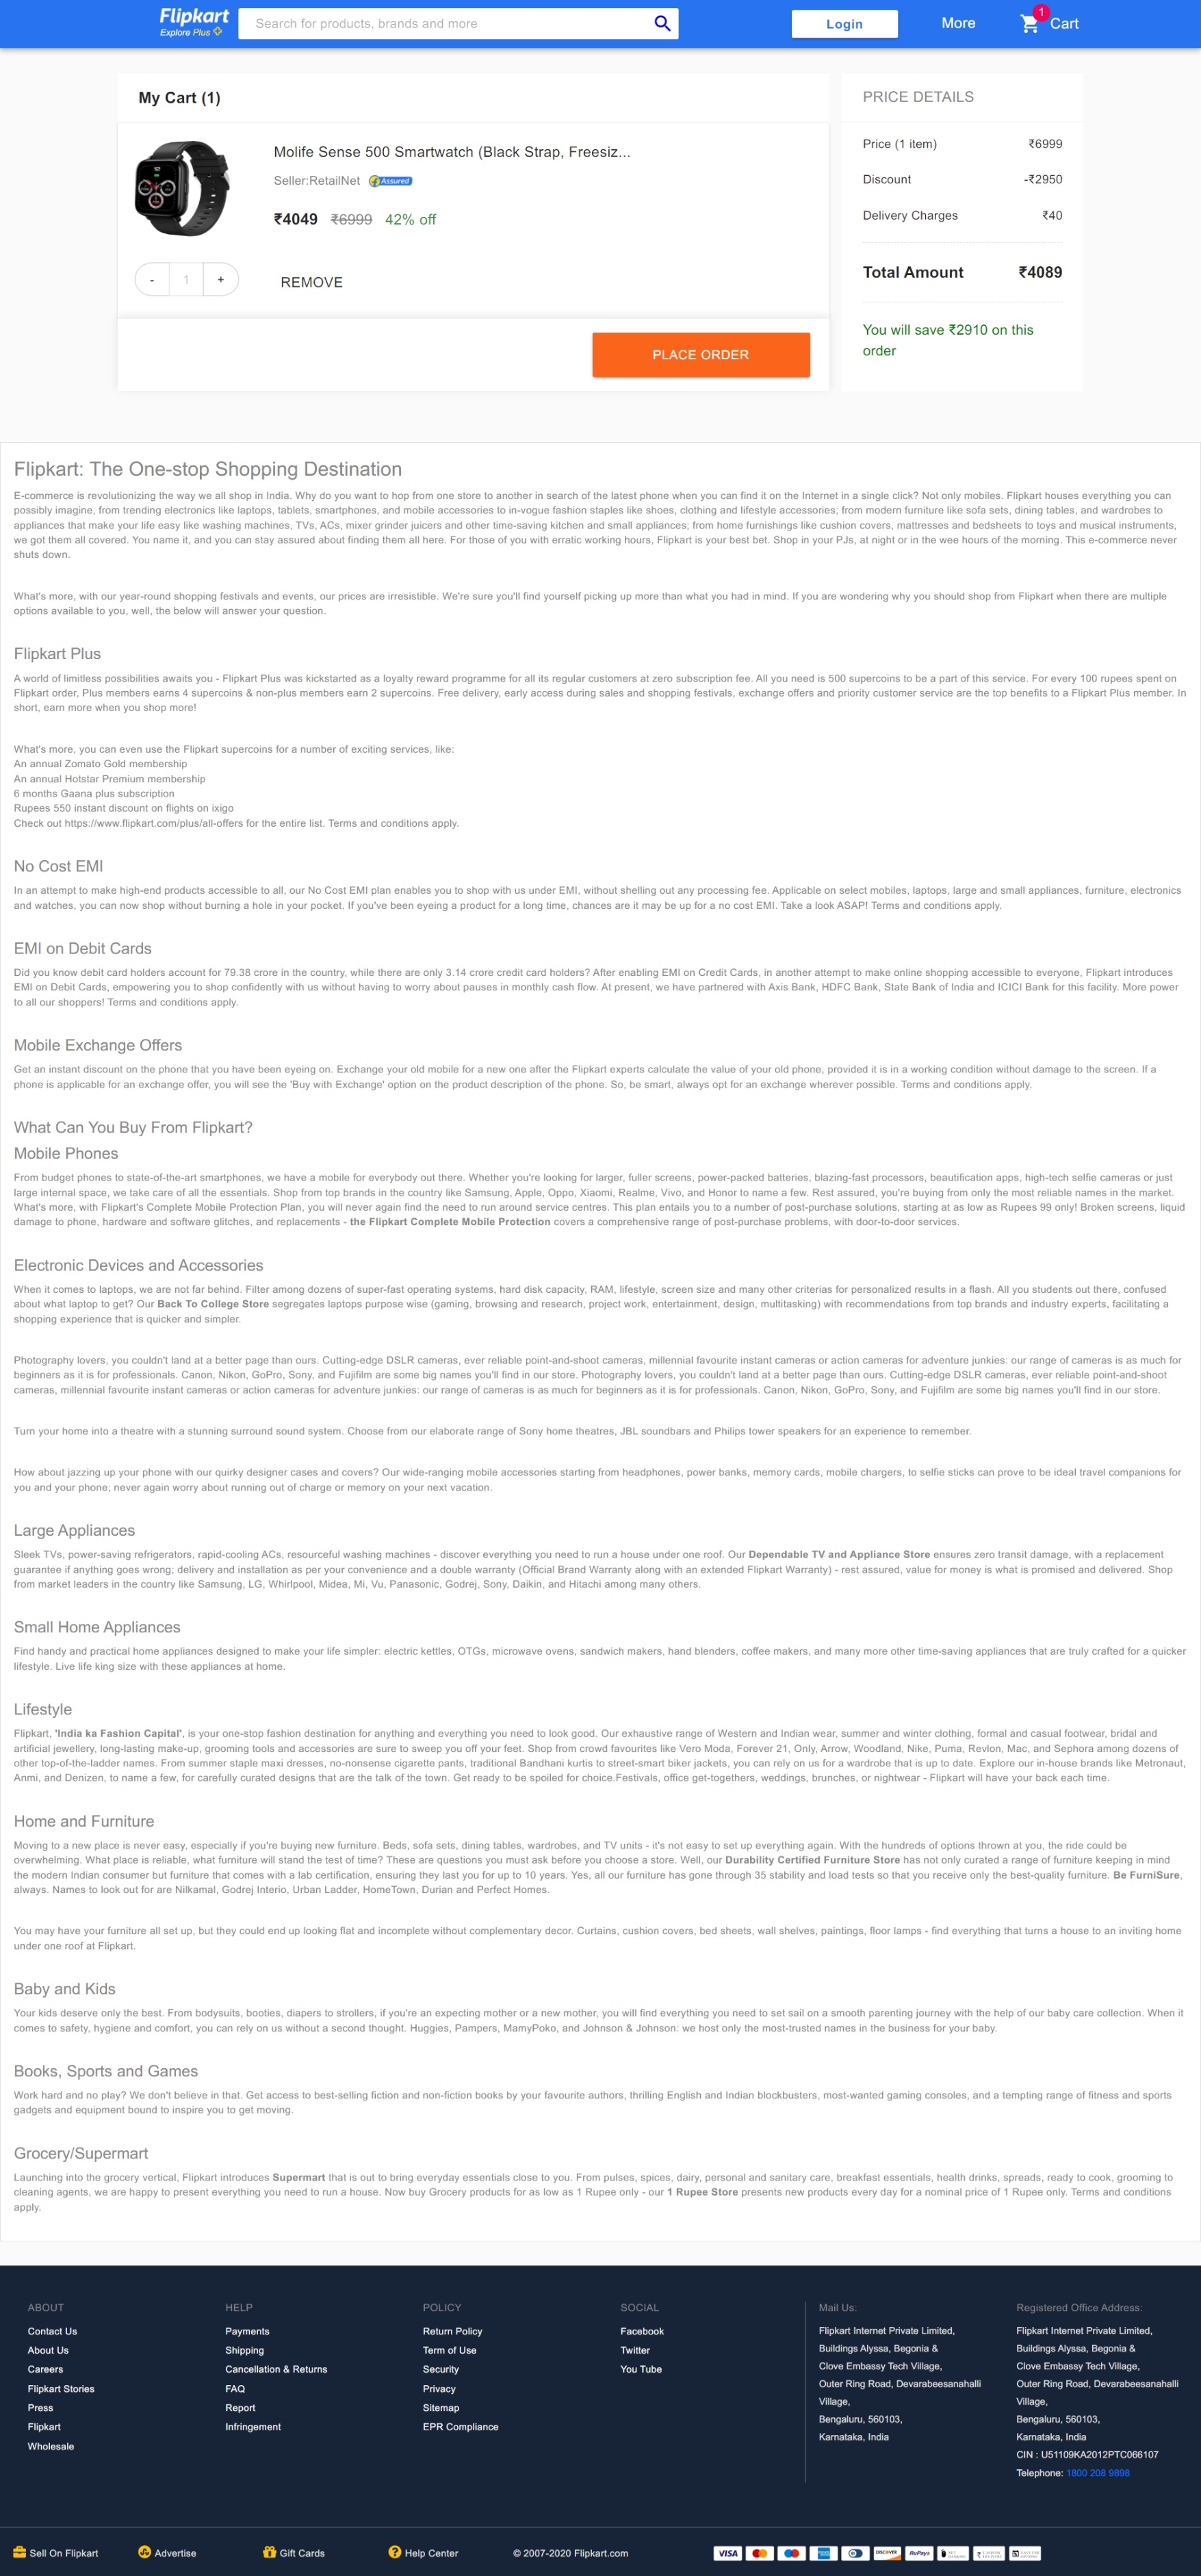 Flipkart
Explore Plus
Search for products, brands and more
Login
More
1
Cart
My Cart (1)
Molife Sense 500 Smartwatch (Black Strap, Freesiz...
Seller:RetailNet Assured
₹4049 ₹6999 42% off
- 1 +
REMOVE
PLACE ORDER
PRICE DETAILS
Price (1 item) ₹6999
Discount -₹2950
Delivery Charges ₹40
Total Amount ₹4089
You will save ₹2910 on this
order
Flipkart: The One-stop Shopping Destination
E-commerce is revolutionizing the way we all shop in India. Why do you want to hop from one store to another in search of the latest phone when you can find it on the Internet in a single click? Not only mobiles. Flipkart houses everything you can
possibly imagine, from trending electronics like laptops, tablets, smartphones, and mobile accessories to in-vogue fashion staples like shoes, clothing and lifestyle accessories; from modern furniture like sofa sets, dining tables, and wardrobes to
appliances that make your life easy like washing machines, TVs, ACs, mixer grinder juicers and other time-saving kitchen and small appliances; from home furnishings like cushion covers, mattresses and bedsheets to toys and musical instruments,
we got them all covered. You name it, and you can stay assured about finding them all here. For those of you with erratic working hours, Flipkart is your best bet. Shop in your PJs, at night or in the wee hours of the morning. This e-commerce never
shuts down.
What's more, with our year-round shopping festivals and events, our prices are irresistible. We're sure you'll find yourself picking up more than what you had in mind. If you are wondering why you should shop from Flipkart when there are multiple
options available to you, well, the below will answer your question.
Flipkart Plus
A world of limitless possibilities awaits you - Flipkart Plus was kickstarted as a loyalty reward programme for all its regular customers at zero subscription fee. All you need is 500 supercoins to be a part of this service. For every 100 rupees spent on
Flipkart order, Plus members earns 4 supercoins & non-plus members earn 2 supercoins. Free delivery, early access during sales and shopping festivals, exchange offers and priority customer service are the top benefits to a Flipkart Plus member. In
short, earn more when you shop more!
What's more, you can even use the Flipkart supercoins for a number of exciting services, like:
An annual Zomato Gold membership
An annual Hotstar Premium membership
6 months Gaana plus subscription
Rupees 550 instant discount on flights on ixigo
Check out https://www.flipkart.com/plus/all-offers for the entire list. Terms and conditions apply.
No Cost EMI
In an attempt to make high-end products accessible to all, our No Cost EMI plan enables you to shop with us under EMI, without shelling out any processing fee. Applicable on select mobiles, laptops, large and small appliances, furniture, electronics
and watches, you can now shop without burning a hole in your pocket. If you've been eyeing a product for a long time, chances are it may be up for a no cost EMI. Take a look ASAP! Terms and conditions apply.
EMI on Debit Cards
Did you know debit card holders account for 79.38 crore in the country, while there are only 3.14 crore credit card holders? After enabling EMI on Credit Cards, in another attempt to make online shopping accessible to everyone, Flipkart introduces
EMI on Debit Cards, empowering you to shop confidently with us without having to worry about pauses in monthly cash flow. At present, we have partnered with Axis Bank, HDFC Bank, State Bank of India and ICICI Bank for this facility. More power
to all our shoppers! Terms and conditions apply.
Mobile Exchange Offers
Get an instant discount on the phone that you have been eyeing on. Exchange your old mobile for a new one after the Flipkart experts calculate the value of your old phone, provided it is in a working condition without damage to the screen. If a
phone is applicable for an exchange offer, you will see the 'Buy with Exchange' option on the product description of the phone. So, be smart, always opt for an exchange wherever possible. Terms and conditions apply.
What Can You Buy From Flipkart?
Mobile Phones
From budget phones to state-of-the-art smartphones, we have a mobile for everybody out there. Whether you're looking for larger, fuller screens, power-packed batteries, blazing-fast processors, beautification apps, high-tech selfie cameras or just
large internal space, we take care of all the essentials. Shop from top brands in the country like Samsung, Apple, Oppo, Xiaomi, Realme, Vivo, and Honor to name a few. Rest assured, you're buying from only the most reliable names in the market.
What's more, with Flipkart's Complete Mobile Protection Plan, you will never again find the need to run around service centres. This plan entails you to a number of post-purchase solutions, starting at as low as Rupees 99 only! Broken screens, liquid
damage to phone, hardware and software glitches, and replacements - the Flipkart Complete Mobile Protection covers a comprehensive range of post-purchase problems, with door-to-door services.
Electronic Devices and Accessories
When it comes to laptops, we are not far behind. Filter among dozens of super-fast operating systems, hard disk capacity, RAM, lifestyle, screen size and many other criterias for personalized results in a flash. All you students out there, confused
about what laptop to get? Our Back To College Store segregates laptops purpose wise (gaming, browsing and research, project work, entertainment, design, multitasking) with recommendations from top brands and industry experts, facilitating a
shopping experience that is quicker and simpler.
Photography lovers, you couldn't land at a better page than ours. Cutting-edge DSLR cameras, ever reliable point-and-shoot cameras, millennial favourite instant cameras or action cameras for adventure junkies: our range of cameras is as much for
beginners as it is for professionals. Canon, Nikon, GoPro, Sony, and Fujifilm are some big names you'll find in our store. Photography lovers, you couldn't land at a better page than ours. Cutting-edge DSLR cameras, ever reliable point-and-shoot
cameras, millennial favourite instant cameras or action cameras for adventure junkies: our range of cameras is as much for beginners as it is for professionals. Canon, Nikon, GoPro, Sony, and Fujifilm are some big names you'll find in our store.
Turn your home into a theatre with a stunning surround sound system. Choose from our elaborate range of Sony home theatres, JBL soundbars and Philips tower speakers for an experience to remember.
How about jazzing up your phone with our quirky designer cases and covers? Our wide-ranging mobile accessories starting from headphones, power banks, memory cards, mobile chargers, to selfie sticks can prove to be ideal travel companions for
you and your phone; never again worry about running out of charge or memory on your next vacation.
Large Appliances
Sleek TVs, power-saving refrigerators, rapid-cooling ACs, resourceful washing machines - discover everything you need to run a house under one roof. Our Dependable TV and Appliance Store ensures zero transit damage, with a replacement
guarantee if anything goes wrong; delivery and installation as per your convenience and a double warranty (Official Brand Warranty along with an extended Flipkart Warranty) - rest assured, value for money is what is promised and delivered. Shop
from market leaders in the country like Samsung, LG, Whirlpool, Midea, Mi, Vu, Panasonic, Godrej, Sony, Daikin, and Hitachi among many others.
Small Home Appliances
Find handy and practical home appliances designed to make your life simpler: electric kettles, OTGs, microwave ovens, sandwich makers, hand blenders, coffee makers, and many more other time-saving appliances that are truly crafted for a quicker
lifestyle. Live life king size with these appliances at home.
Lifestyle
Flipkart, 'India ka Fashion Capital', is your one-stop fashion destination for anything and everything you need to look good. Our exhaustive range of Western and Indian wear, summer and winter clothing, formal and casual footwear, bridal and
artificial jewellery, long-lasting make-up, grooming tools and accessories are sure to sweep you off your feet. Shop from crowd favourites like Vero Moda, Forever 21, Only, Arrow, Woodland, Nike, Puma, Revlon, Mac, and Sephora among dozens of
other top-of-the-ladder names. From summer staple maxi dresses, no-nonsense cigarette pants, traditional Bandhani kurtis to street-smart biker jackets, you can rely on us for a wardrobe that is up to date. Explore our in-house brands like Metronaut,
Anmi, and Denizen, to name a few, for carefully curated designs that are the talk of the town. Get ready to be spoiled for choice.Festivals, office get-togethers, weddings, brunches, or nightwear - Flipkart will have your back each time.
Home and Furniture
Moving to a new place is never easy, especially if you're buying new furniture. Beds, sofa sets, dining tables, wardrobes, and TV units - it's not easy to set up everything again. With the hundreds of options thrown at you, the ride could be
overwhelming. What place is reliable, what furniture will stand the test of time? These are questions you must ask before you choose a store. Well, our Durability Certified Furniture Store has not only curated a range of furniture keeping in mind
the modern Indian consumer but furniture that comes with a lab certification, ensuring they last you for up to 10 years. Yes, all our furniture has gone through 35 stability and load tests so that you receive only the best-quality furniture. Be FurniSure,
always. Names to look out for are Nilkamal, Godrej Interio, Urban Ladder, HomeTown, Durian and Perfect Homes.
You may have your furniture all set up, but they could end up looking flat and incomplete without complementary decor. Curtains, cushion covers, bed sheets, wall shelves, paintings, floor lamps - find everything that turns a house to an inviting home
under one roof at Flipkart.
Baby and Kids
Your kids deserve only the best. From bodysuits, booties, diapers to strollers, if you're an expecting mother or a new mother, you will find everything you need to set sail on a smooth parenting journey with the help of our baby care collection. When it
comes to safety, hygiene and comfort, you can rely on us without a second thought. Huggies, Pampers, MamyPoko, and Johnson & Johnson: we host only the most-trusted names in the business for your baby.
Books, Sports and Games
Work hard and no play? We don't believe in that. Get access to best-selling fiction and non-fiction books by your favourite authors, thrilling English and Indian blockbusters, most-wanted gaming consoles, and a tempting range of fitness and sports
gadgets and equipment bound to inspire you to get moving.
Grocery/Supermart
Launching into the grocery vertical, Flipkart introduces Supermart that is out to bring everyday essentials close to you. From pulses, spices, dairy, personal and sanitary care, breakfast essentials, health drinks, spreads, ready to cook, grooming to
cleaning agents, we are happy to present everything you need to run a house. Now buy Grocery products for as low as 1 Rupee only - our 1 Rupee Store presents new products every day for a nominal price of 1 Rupee only. Terms and conditions
apply.
ABOUT
Contact Us
About Us
Careers
Flipkart Stories
Press
Flipkart
Wholesale
HELP
Payments
Shipping
Cancellation & Returns
FAQ
Report
Infringement
POLICY
Return Policy
Term of Use
Security
Privacy
Sitemap
EPR Compliance
SOCIAL
Facebook
Twitter
You Tube
Mail Us:
Flipkart Internet Private Limited,
Buildings Alyssa, Begonia &
Clove Embassy Tech Village,
Outer Ring Road, Devarabeesanahalli
Village,
Bengaluru, 560103,
Karnataka, India
Registered Office Address:
Flipkart Internet Private Limited,
Buildings Alyssa, Begonia &
Clove Embassy Tech Village,
Outer Ring Road, Devarabeesanahalli
Village,
Bengaluru, 560103,
Karnataka, India
CIN : U51109KA2012PTC066107
Telephone: 1800 208 9898
Sell On Flipkart
Advertise
Gift Cards
Help Center
© 2007-2020 Flipkart.com
VISA
DISCOVER
RuPay